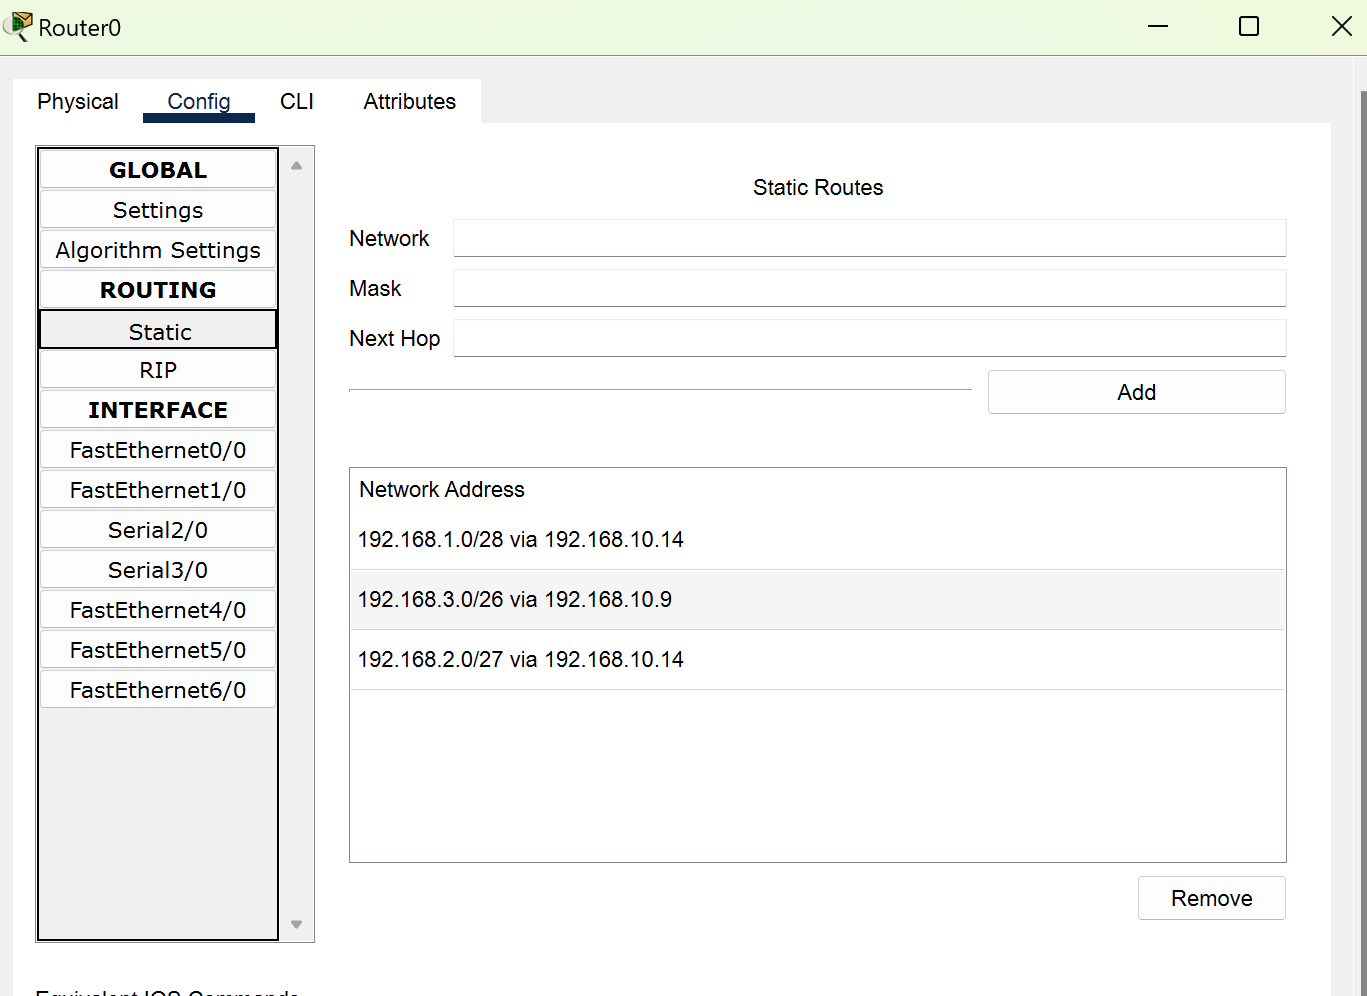 Router0
Physical Config CLI Attributes
GLOBAL
Settings
Algorithm Settings
ROUTING
Static
RIP
INTERFACE
FastEthernet0/0
FastEthernet1/0
Serial2/0
Serial3/0
FastEthernet4/0
FastEthernet5/0
FastEthernet6/0
Static Routes
Network
Mask
Next Hop
Add
Network Address
192.168.1.0/28 via 192.168.10.14
192.168.3.0/26 via 192.168.10.9
192.168.2.0/27 via 192.168.10.14
Remove
Equivalent IOS Commands